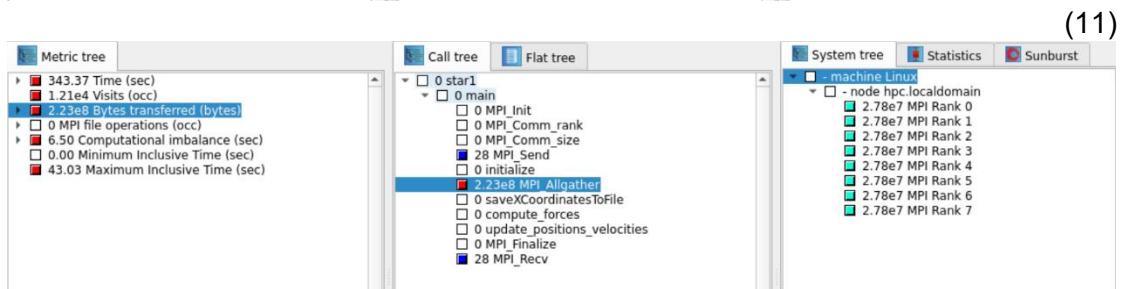 (11)
Metric tree
343.37 Time (sec)
1.21e4 Visits (occ)
2.23e8 Bytes transferred (bytes)
0 MPI file operations (occ)
6.50 Computational imbalance (sec)
0.00 Minimum Inclusive Time (sec)
43.03 Maximum Inclusive Time (sec)
Call tree Flat tree
0 star1
0 main
0 MPI_Init
0 MPI_Comm_rank
0 MPI_Comm_size
28 MPI_Send
0 initialize
2.23e8 MPI_Allgather
0 saveXCoordinatesToFile
0 compute_forces
0 update_positions_velocities
0 MPI_Finalize
28 MPI_Recv
System tree Statistics Sunburst
- machine Linux
- node hpc.localdomain
2.78e7 MPI Rank 0
2.78e7 MPI Rank 1
2.78e7 MPI Rank 2
2.78e7 MPI Rank 3
2.78e7 MPI Rank 4
2.78e7 MPI Rank 5
2.78e7 MPI Rank 6
2.78e7 MPI Rank 7